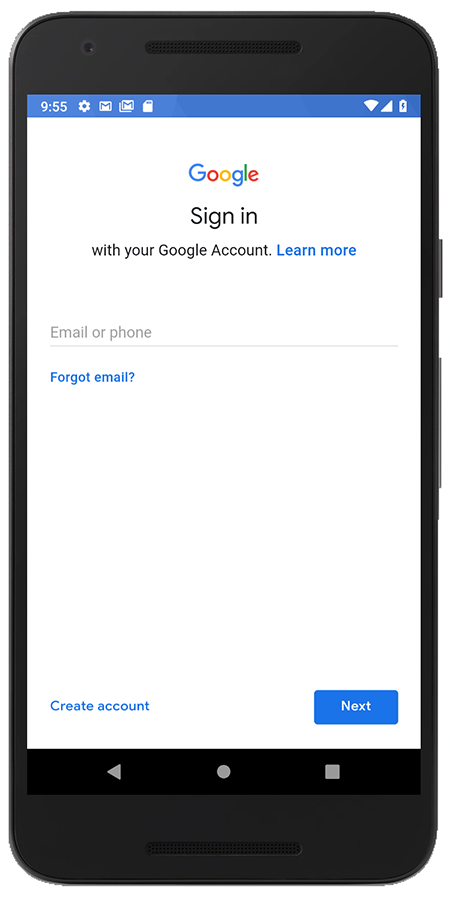 9:55
Google
Sign in
with your Google Account. Learn more
Email or phone
Forgot email?
Create account
Next